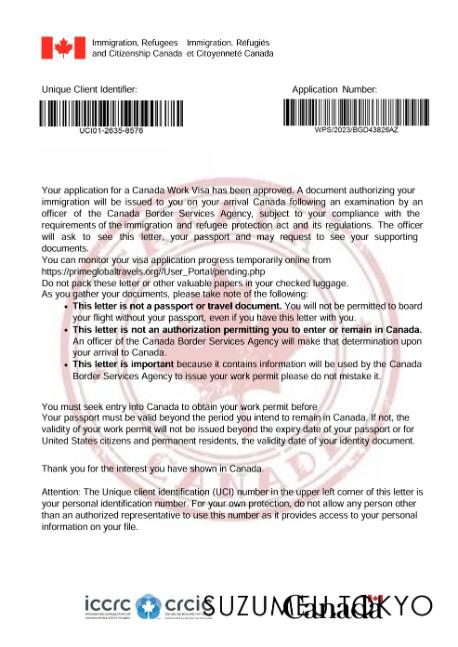 Immigration, Refugees Immigration, Réfugiés
and Citizenship Canada et Citoyenneté Canada
Unique Client Identifier:
Application Number:
UCI01-2635-8576
WPS/2023/BGD43826AZ
Your application for a Canada Work Visa has been approved. A document authorizing your
immigration will be issued to you on your arrival Canada following an examination by an
officer of the Canada Border Services Agency, subject to your compliance with the
requirements of the immigration and refugee protection act and its regulations. The officer
will ask to see this letter, your passport and may request to see your supporting
documents.
You can monitor your visa application progress temporarily online from
https://primeglobaltravels.org//User_Portal/pending.php
Do not pack these letter or other valuable papers in your checked luggage.
As you gather your documents, please take note of the following:
• This letter is not a passport or travel document. You will not be permitted to board
your flight without your passport, even if you have this letter with you.
• This letter is not an authorization permitting you to enter or remain in Canada.
An officer of the Canada Border Services Agency will make that determination upon
your arrival to Canada.
• This letter is important because it contains information will be used by the Canada
Border Services Agency to issue your work permit please do not mistake it.
You must seek entry into Canada to obtain your work permit before
Your passport must be valid beyond the period you intend to remain in Canada. If not, the
validity of your work permit will not be issued beyond the expiry date of your passport or for
United States citizens and permanent residents, the validity date of your identity document.
Thank you for the interest you have shown in Canada.
Attention: The Unique client identification (UCI) number in the upper left corner of this letter is
your personal identification number. For your own protection, do not allow any person other
than an authorized representative to use this number as it provides access to your personal
information on your file.
CANADA
iccrc crcic Canada
SUZUMEU.TOKYO